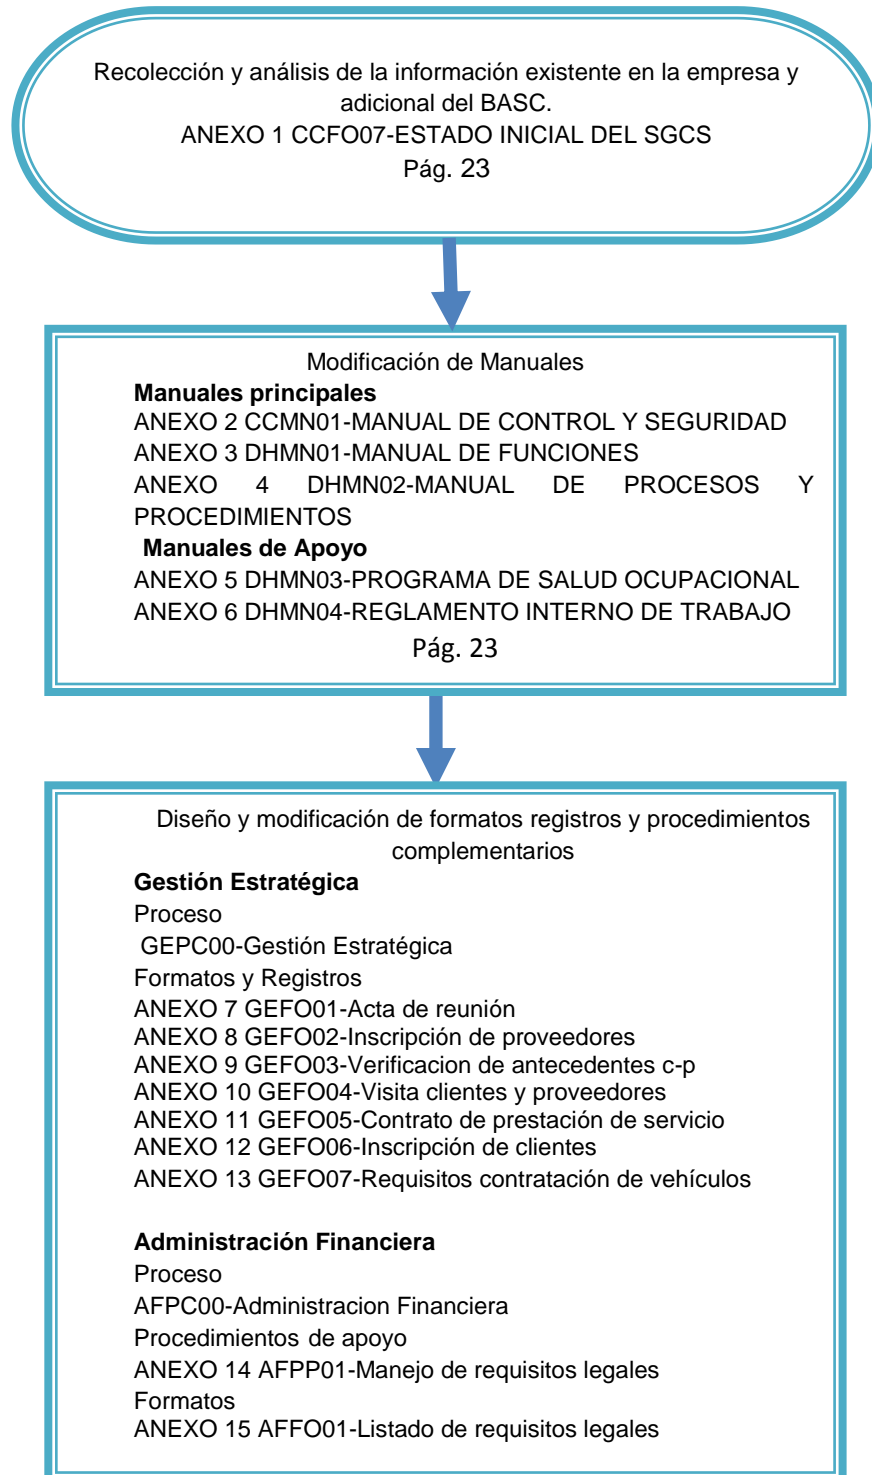 Recolección y análisis de la información existente en la empresa y
adicional del BASC.
ANEXO 1 CCFO07-ESTADO INICIAL DEL SGCS
Pág. 23
Modificación de Manuales
Manuales principales
ANEXO 2 CCMN01-MANUAL DE CONTROL Y SEGURIDAD
ANEXO 3 DHMN01-MANUAL DE FUNCIONES
ANEXO 4 DHMN02-MANUAL DE PROCESOS Y
PROCEDIMIENTOS
Manuales de Apoyo
ANEXO 5 DHMN03-PROGRAMA DE SALUD OCUPACIONAL
ANEXO 6 DHMN04-REGLAMENTO INTERNO DE TRABAJO
Pág. 23
Diseño y modificación de formatos registros y procedimientos
complementarios
Gestión Estratégica
Proceso
GEPC00-Gestión Estratégica
Formatos y Registros
ANEXO 7 GEFO01-Acta de reunión
ANEXO 8 GEFO02-Inscripción de proveedores
ANEXO 9 GEFO03-Verificacion de antecedentes c-p
ANEXO 10 GEFO04-Visita clientes y proveedores
ANEXO 11 GEFO05-Contrato de prestación de servicio
ANEXO 12 GEFO06-Inscripción de clientes
ANEXO 13 GEFO07-Requisitos contratación de vehículos
Administración Financiera
Proceso
AFPC00-Administracion Financiera
Procedimientos de apoyo
ANEXO 14 AFPP01-Manejo de requisitos legales
Formatos
ANEXO 15 AFFO01-Listado de requisitos legales